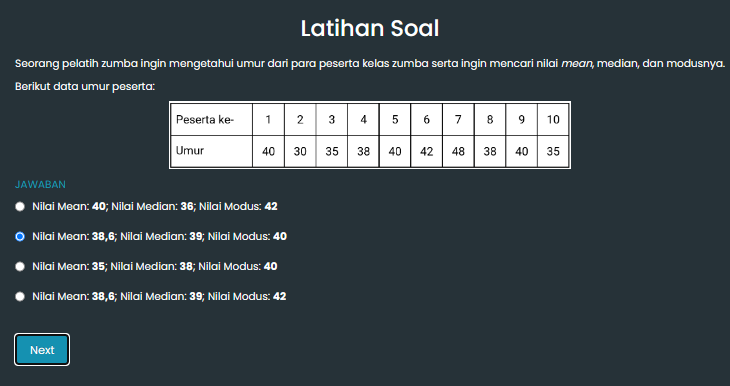 Latihan Soal
Seorang pelatih zumba ingin mengetahui umur dari para peserta kelas zumba serta ingin mencari nilai mean, median, dan modusnya.
Berikut data umur peserta:
Peserta ke- 1 2 3 4 5 6 7 8 9 10
Umur 40 30 35 38 40 42 48 38 40 35
JAWABAN
Nilai Mean: 40; Nilai Median: 36; Nilai Modus: 42
Nilai Mean: 38,6; Nilai Median: 39; Nilai Modus: 40
Nilai Mean: 35; Nilai Median: 38; Nilai Modus: 40
Nilai Mean: 38,6; Nilai Median: 39; Nilai Modus: 42
Next